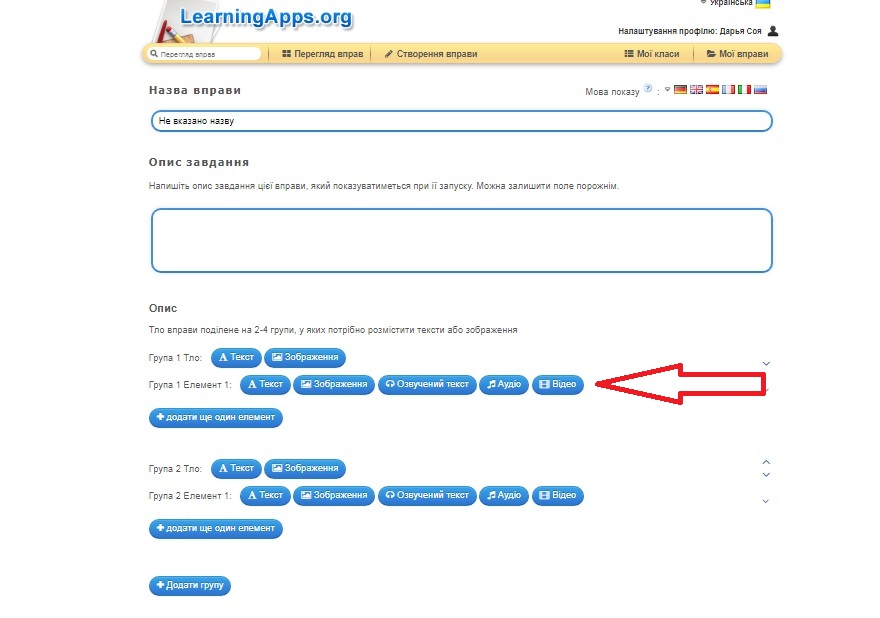 Українська
LearningApps.org
Налаштування профілю: Дарья Соя
Перегляд вправ Перегляд вправ Створення вправи Мої класи Мої вправи
Назва вправи Мова показу ? :
Не вказано назву
Опис завдання
Напишіть опис завдання цієї вправи, який показуватиметься при її запуску. Можна залишити поле порожнім.
Опис
Тло вправи поділене на 2-4 групи, у яких потрібно розмістити тексти або зображення
Група 1 Тло: A Текст Зображення
Група 1 Елемент 1: A Текст Зображення Озвучений текст Аудіо Відео
+ додати ще один елемент
Група 2 Тло: A Текст Зображення
Група 2 Елемент 1: A Текст Зображення Озвучений текст Аудіо Відео
+ додати ще один елемент
+ Додати групу